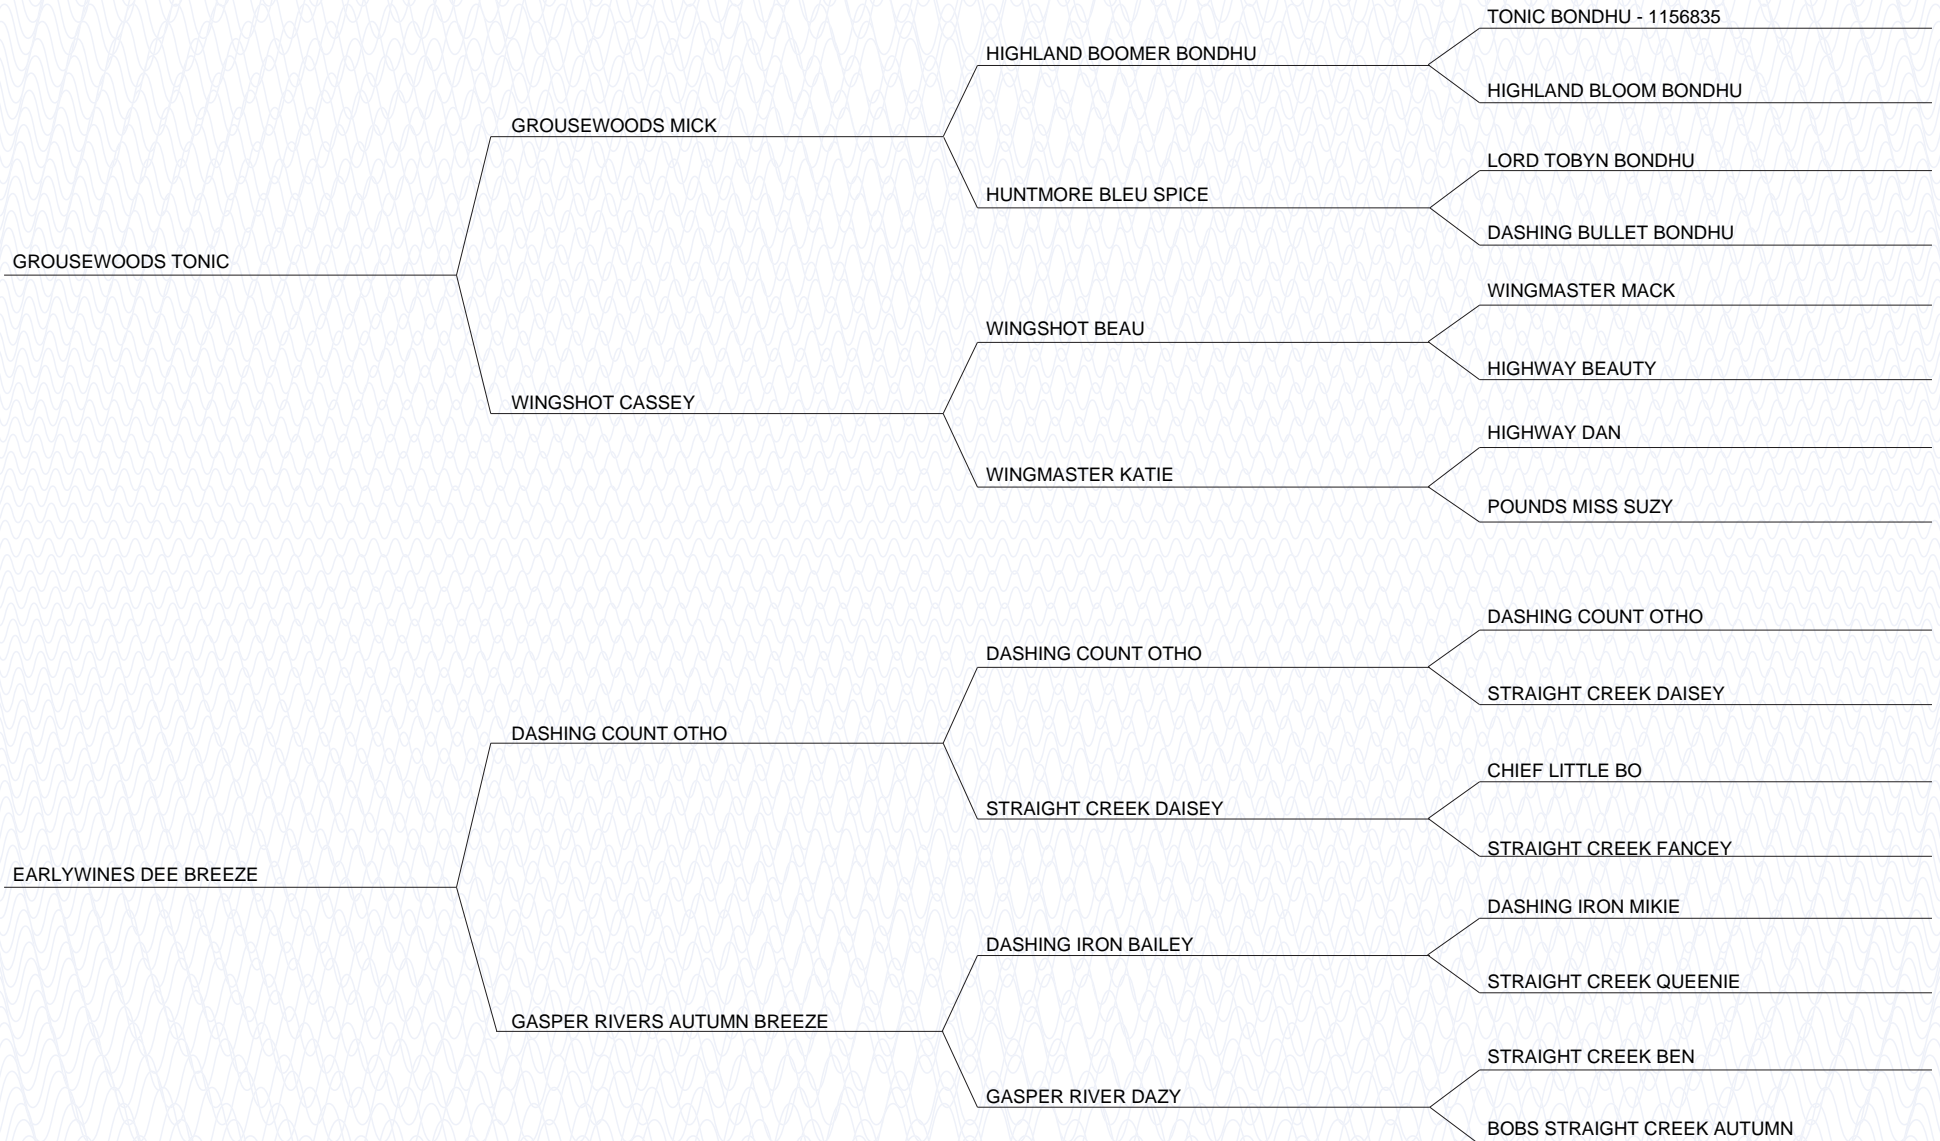 TONIC BONDHU - 1156835
HIGHLAND BOOMER BONDHU
HIGHLAND BLOOM BONDHU
GROUSEWOODS MICK
LORD TOBYN BONDHU
HUNTMORE BLEU SPICE
DASHING BULLET BONDHU
GROUSEWOODS TONIC
WINGMASTER MACK
WINGSHOT BEAU
HIGHWAY BEAUTY
WINGSHOT CASSEY
HIGHWAY DAN
WINGMASTER KATIE
POUNDS MISS SUZY
DASHING COUNT OTHO
DASHING COUNT OTHO
STRAIGHT CREEK DAISEY
DASHING COUNT OTHO
CHIEF LITTLE BO
STRAIGHT CREEK DAISEY
STRAIGHT CREEK FANCEY
EARLYWINES DEE BREEZE
DASHING IRON MIKIE
DASHING IRON BAILEY
STRAIGHT CREEK QUEENIE
GASPER RIVERS AUTUMN BREEZE
STRAIGHT CREEK BEN
GASPER RIVER DAZY
BOBS STRAIGHT CREEK AUTUMN